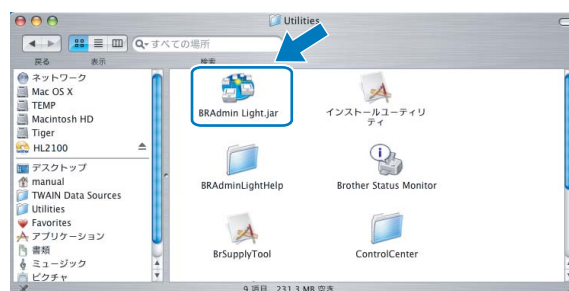 Utilities
すべての場所
戻る 表示 検索
ネットワーク
Mac OS X
TEMP
Macintosh HD
Tiger
HL2100
デスクトップ
manual
TWAIN Data Sources
Utilities
Favorites
アプリケーション
書類
ミュージック
ピクチャ
BRAdmin Light.jar
インストールユーティリ
ティ
BRAdminLightHelp
Brother Status Monitor
BrSupplyTool
ControlCenter
9 項目、231.3 MB 空き